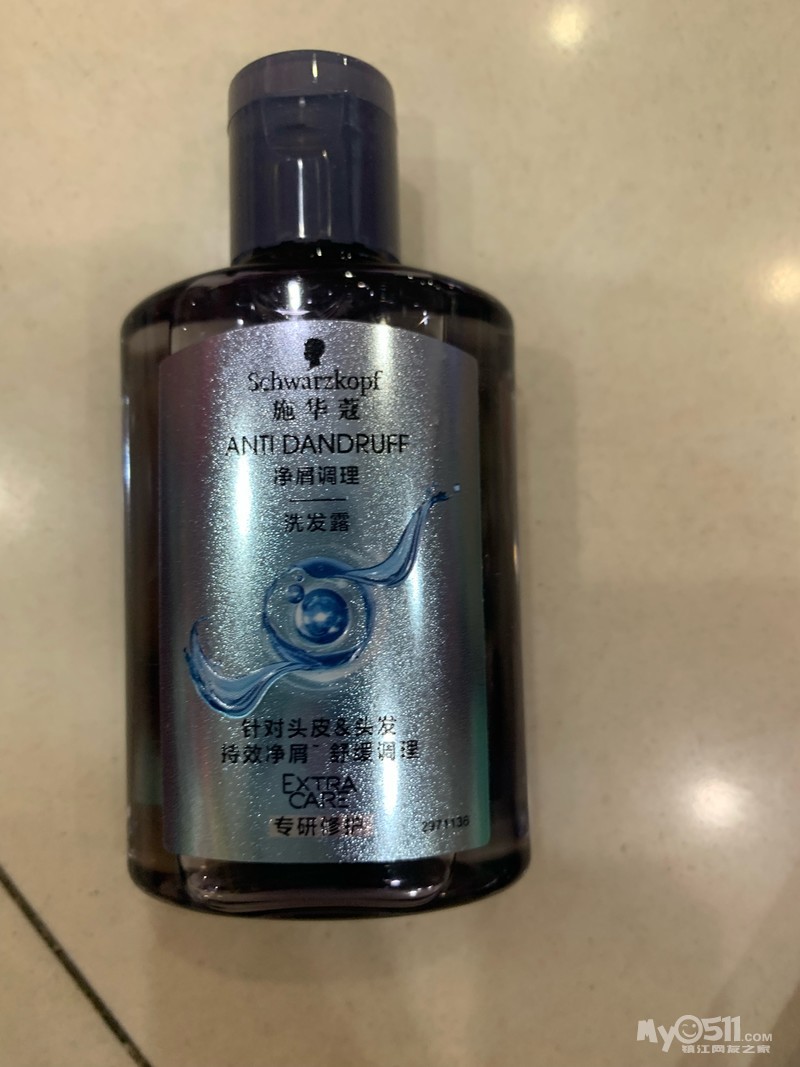 Schwarzkopf
施华蔻
ANTI DANDRUFF
净屑调理
洗发露
针对头皮&头发
持效净屑~ 舒缓调理
EXTRA
CARE
专研修护
2971136
My0511.COM
镇江网友之家